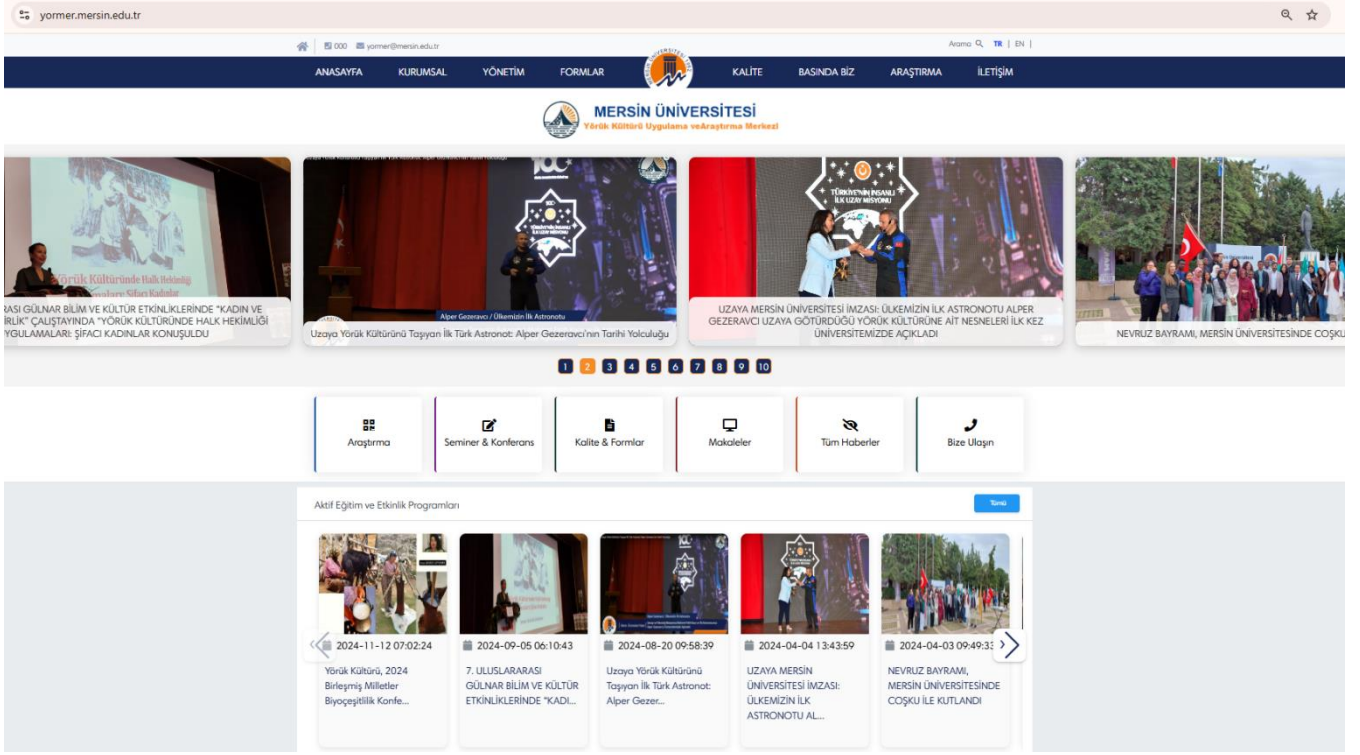 yormer.mersin.edu.tr
000 yormer@mersin.edu.tr
Arama TR | EN |
ANASAYFA KURUMSAL YÖNETİM FORMLAR KALİTE BASINDA BİZ ARAŞTIRMA İLETİŞİM
MERSİN ÜNİVERSİTESİ
Yörük Kültürü Uygulama veAraştırma Merkezi
Yörük Kültüründe Halk Hekimliği
Şifacı Kadınlar
RASI GÜLNAR BİLİM VE KÜLTÜR ETKİNLİKLERİNDE "KADIN VE
İRLİK" ÇALIŞTAYINDA "YÖRÜK KÜLTÜRÜNDE HALK HEKİMLİĞİ
YGULAMALARI: ŞİFACI KADINLAR KONUŞULDU
Alper Gezeravcı / Ülkemizin İlk Astronotu
Uzaya Yörük Kültürünü Taşıyan İlk Türk Astronot: Alper Gezeravcı'nın Tarihi Yolculuğu
TÜRKİYE'NİN İNSANLI
İLK UZAY MİSYONU
UZAYA MERSİN ÜNİVERSİTESİ İMZASI: ÜLKEMİZİN İLK ASTRONOTU ALPER
GEZERAVCI UZAYA GÖTÜRDÜĞÜ YÖRÜK KÜLTÜRÜNE AİT NESNELERİ İLK KEZ
ÜNİVERSİTEMİZDE AÇIKLADI
NEVRUZ BAYRAMI, MERSİN ÜNİVERSİTESİNDE COŞKU
1 2 3 4 5 6 7 8 9 10
Araştırma
Seminer & Konferans
Kalite & Formlar
Makaleler
Tüm Haberler
Bize Ulaşın
Aktif Eğitim ve Etkinlik Programları
Tümü
2024-11-12 07:02:24
Yörük Kültürü, 2024
Birleşmiş Milletler
Biyoçeşitlilik Konfe...
2024-09-05 06:10:43
7. ULUSLARARASI
GÜLNAR BİLİM VE KÜLTÜR
ETKİNLİKLERİNDE "KADI...
2024-08-20 09:58:39
Uzaya Yörük Kültürünü
Taşıyan İlk Türk Astronot:
Alper Gezer...
2024-04-04 13:43:59
UZAYA MERSİN
ÜNİVERSİTESİ İMZASI:
ÜLKEMİZİN İLK
ASTRONOTU AL...
2024-04-03 09:49:33
NEVRUZ BAYRAMI,
MERSİN ÜNİVERSİTESİNDE
COŞKU İLE KUTLANDI